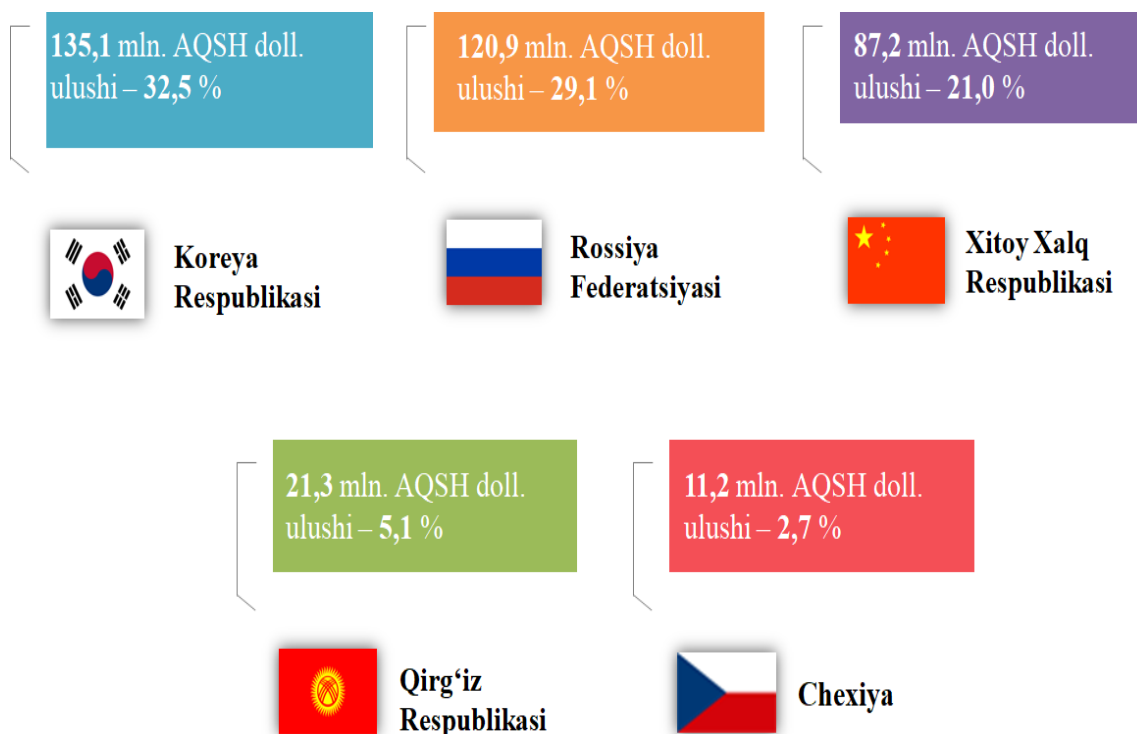 135,1 mln. AQSH doll.
ulushi – 32,5 %
120,9 mln. AQSH doll.
ulushi – 29,1 %
87,2 mln. AQSH doll.
ulushi – 21,0 %
Koreya
Respublikasi
Rossiya
Federatsiyasi
Xitoy Xalq
Respublikasi
21,3 mln. AQSH doll.
ulushi – 5,1 %
11,2 mln. AQSH doll.
ulushi – 2,7 %
Qirg‘iz
Respublikasi
Chexiya